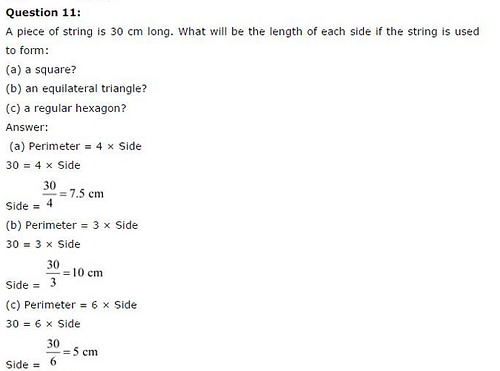 Question 11:
A piece of string is 30 cm long. What will be the length of each side if the string is used
to form:
(a) a square?
(b) an equilateral triangle?
(c) a regular hexagon?
Answer:
(a) Perimeter = 4 × Side
30 = 4 × Side
Side = 30/4 = 7.5 cm
(b) Perimeter = 3 × Side
30 = 3 × Side
Side = 30/3 = 10 cm
(c) Perimeter = 6 × Side
30 = 6 × Side
Side = 30/6 = 5 cm